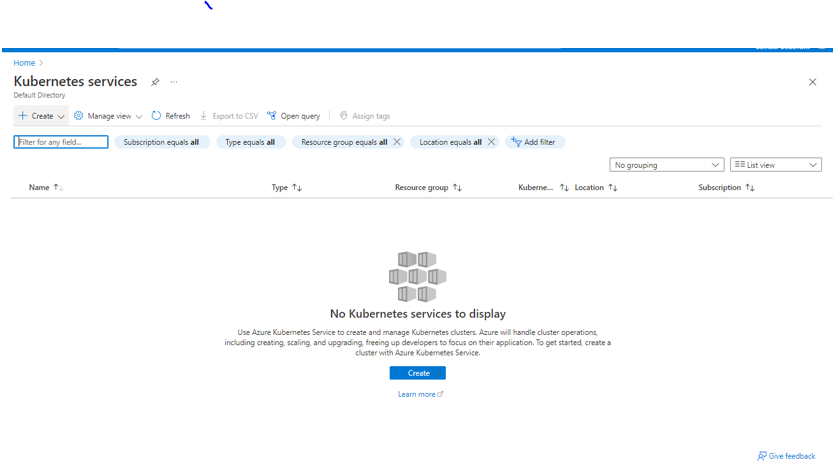 Home >
Kubernetes services
Default Directory
Create Manage view Refresh Export to CSV Open query Assign tags
Filter for any field... Subscription equals all Type equals all Resource group equals all Location equals all Add filter
No grouping List view
Name Type Resource group Kuberne... Location Subscription
No Kubernetes services to display
Use Azure Kubernetes Service to create and manage Kubernetes clusters. Azure will handle cluster operations,
including creating, scaling, and upgrading, freeing up developers to focus on their application. To get started, create a
cluster with Azure Kubernetes Service.
Create
Learn more
Give feedback